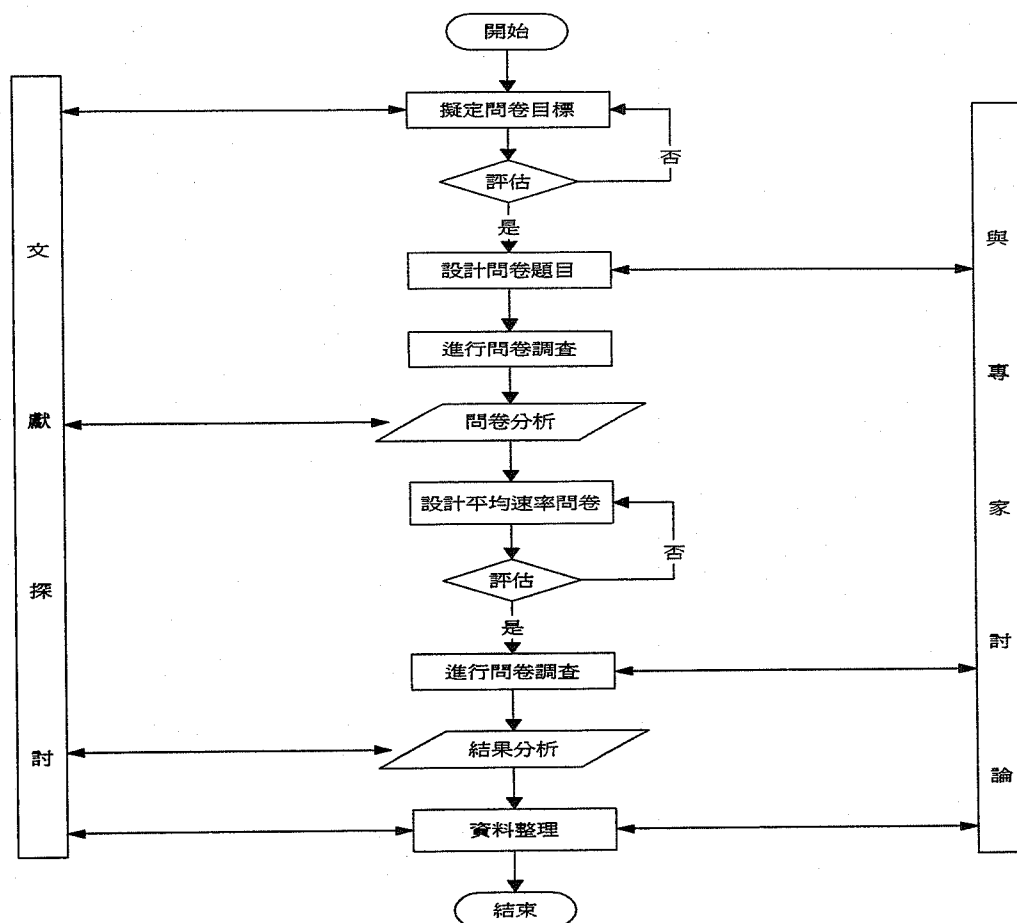 開始
擬定問卷目標
否
評估
是
設計問卷題目
進行問卷調查
問卷分析
設計平均速率問卷
否
評估
是
進行問卷調查
結果分析
資料整理
結束
文獻探討
與專家討論